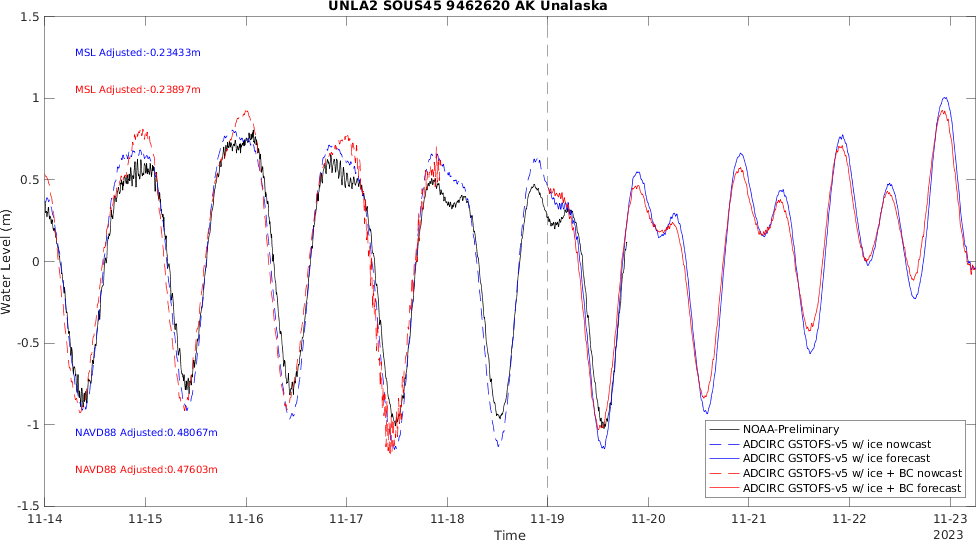 UNLA2 SOUS45 9462620 AK Unalaska
1.5
MSL Adjusted:-0.23433m
MSL Adjusted:-0.23897m
1
0.5
Water Level (m)
0
-0.5
-1
NAVD88 Adjusted:0.48067m
NAVD88 Adjusted:0.47603m
NOAA-Preliminary
ADCIRC GSTOFS-v5 w/ ice nowcast
ADCIRC GSTOFS-v5 w/ ice forecast
ADCIRC GSTOFS-v5 w/ ice + BC nowcast
ADCIRC GSTOFS-v5 w/ ice + BC forecast
-1.5
11-14 11-15 11-16 11-17 11-18 11-19 11-20 11-21 11-22 11-23
Time
2023